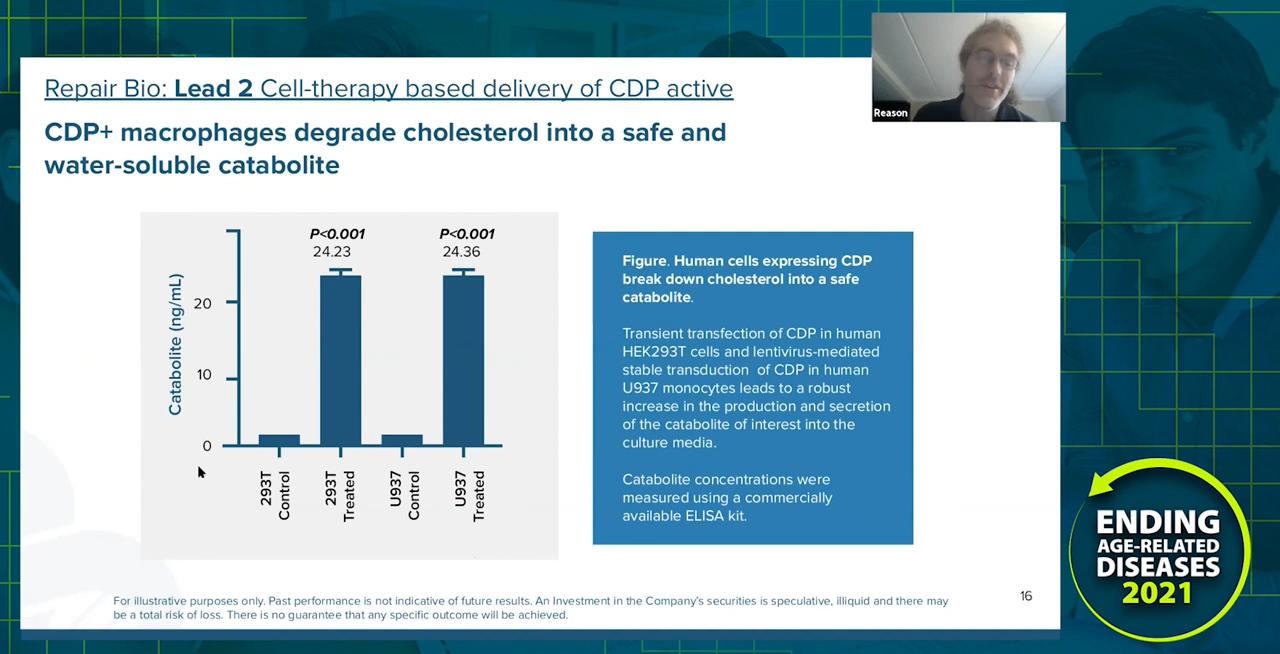 Repair Bio: Lead 2 Cell-therapy based delivery of CDP active
CDP+ macrophages degrade cholesterol into a safe and
water-soluble catabolite
Reason
P<0.001
24.23
P<0.001
24.36
Catabolite (ng/mL)
20
10
0
293T
Control
293T
Treated
U937
Control
U937
Treated
Figure. Human cells expressing CDP
break down cholesterol into a safe
catabolite.
Transient transfection of CDP in human
HEK293T cells and lentivirus-mediated
stable transduction of CDP in human
U937 monocytes leads to a robust
increase in the production and secretion
of the catabolite of interest into the
culture media.
Catabolite concentrations were
measured using a commercially
available ELISA kit.
For illustrative purposes only. Past performance is not indicative of future results. An Investment in the Company's securities is speculative, illiquid and there may
be a total risk of loss. There is no guarantee that any specific outcome will be achieved.
16
ENDING
AGE-RELATED
DISEASES
2021